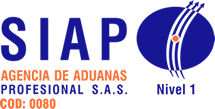 SIAP
AGENCIA DE ADUANAS
PROFESIONAL S.A.S. Nivel 1
COD: 0080